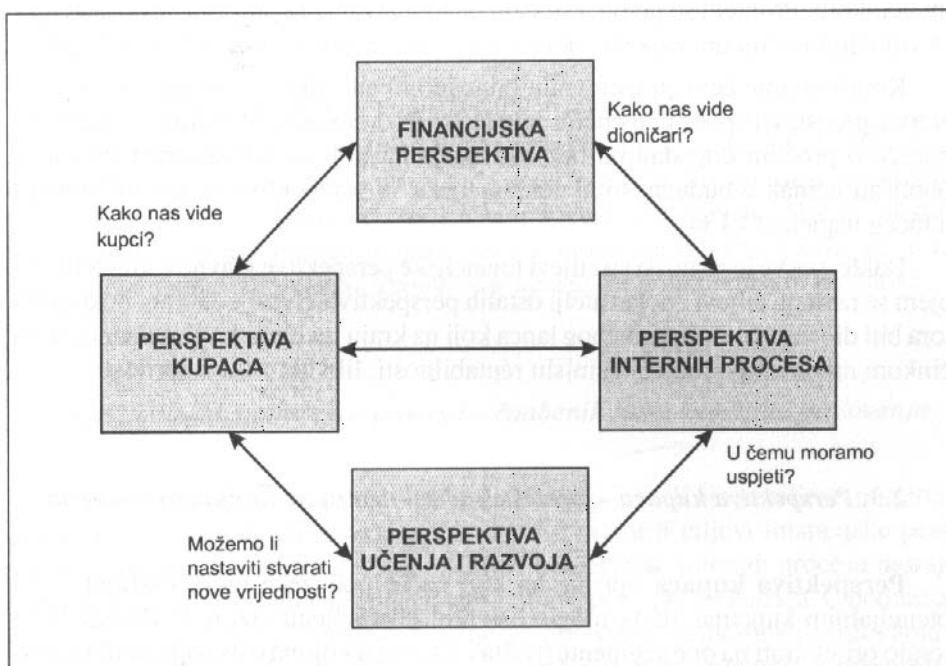 FINANCIJSKA
PERSPEKTIVA
Kako nas vide
dioničari?
Kako nas vide
kupci?
PERSPEKTIVA
KUPACA
PERSPEKTIVA
INTERNIH PROCESA
U čemu moramo
uspjeti?
Možemo li
nastaviti stvarati
nove vrijednosti?
PERSPEKTIVA
UČENJA I RAZVOJA